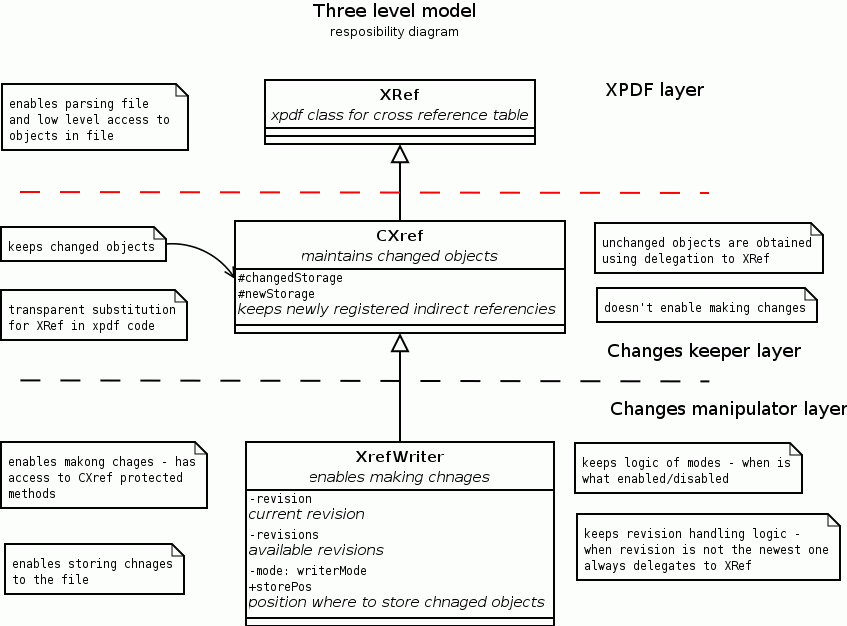 Three level model
resposibility diagram
XPDF layer
enables parsing file
and low level access to
objects in file
XRef
xpdf class for cross reference table
keeps changed objects
transparent substitution
for XRef in xpdf code
CXref
maintains changed objects
#changedStorage
#newStorage
keeps newly registered indirect referencies
unchanged objects are obtained
using delegation to XRef
doesn't enable making changes
Changes keeper layer
Changes manipulator layer
enables makong chages - has
access to CXref protected
methods
enables storing chnages
to the file
XrefWriter
enables making chnages
-revision
current revision
-revisions
available revisions
-mode: writerMode
+storePos
position where to store chnaged objects
keeps logic of modes - when is
what enabled/disabled
keeps revision handling logic -
when revision is not the newest one
always delegates to XRef